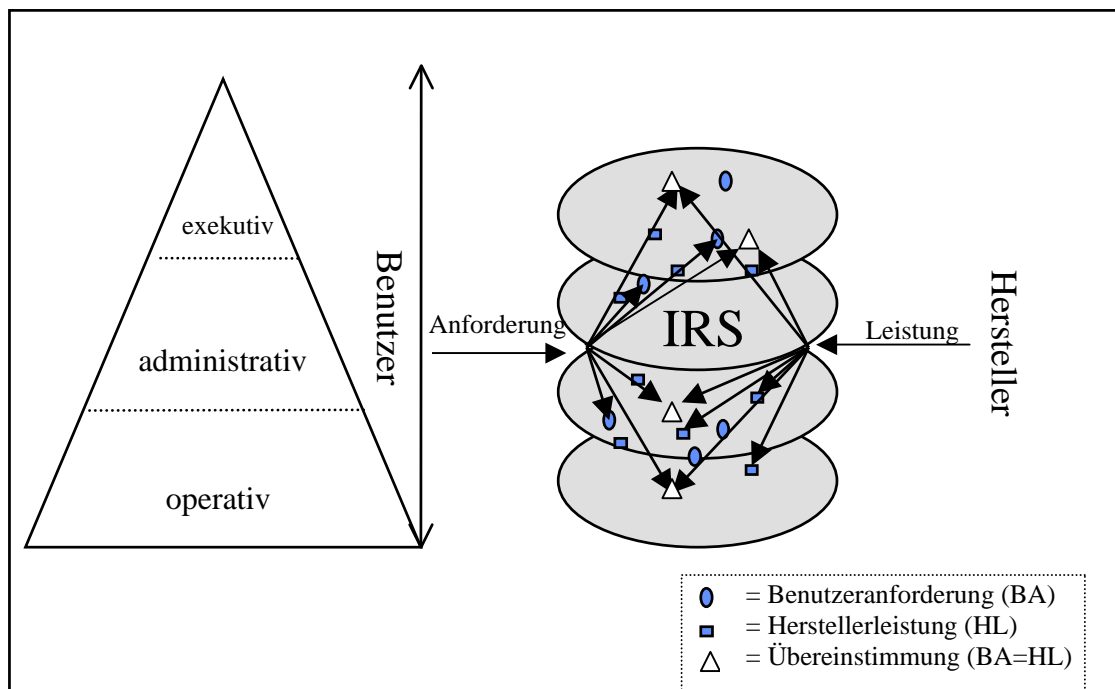 exekutiv
administrativ
operativ
Benutzer
Anforderung
IRS
Leistung
Hersteller
= Benutzeranforderung (BA)
= Herstellerleistung (HL)
= Übereinstimmung (BA=HL)